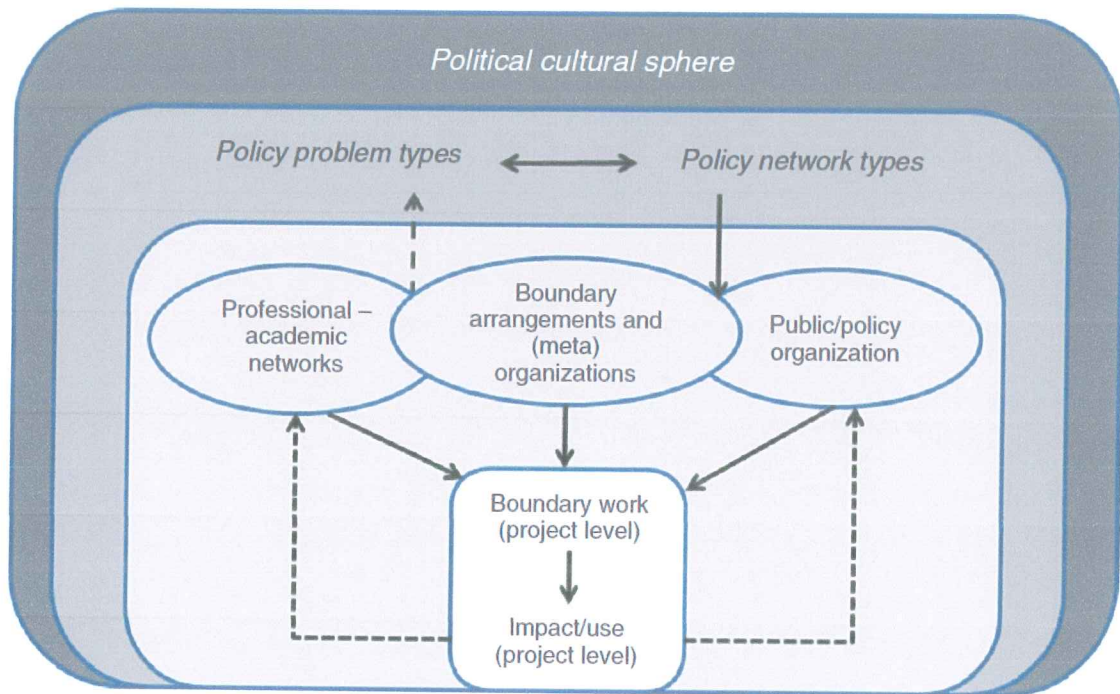 Political cultural sphere
Policy problem types
Policy network types
Professional –
academic
networks
Boundary
arrangements and
(meta)
organizations
Public/policy
organization
Boundary work
(project level)
Impact/use
(project level)